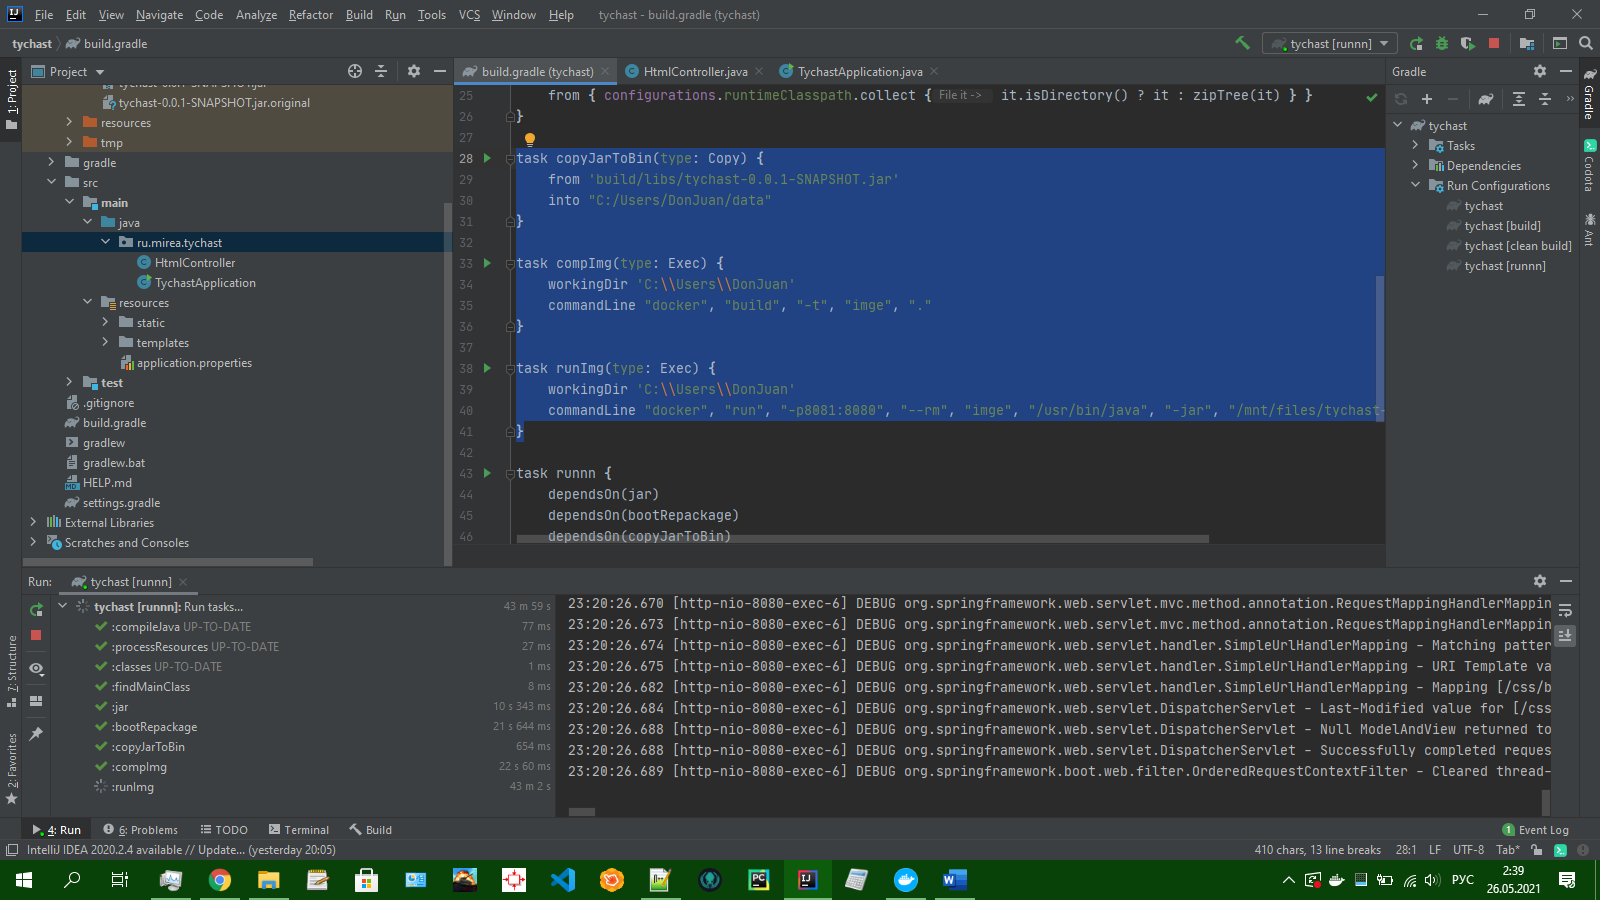 File Edit View Navigate Code Analyze Refactor Build Run Tools VCS Window Help tychast - build.gradle (tychast)
tychast build.gradle
tychast [runnn]
1: Project
Project
tychast-0.0.1-SNAPSHOT.jar
tychast-0.0.1-SNAPSHOT.jar.original
resources
tmp
gradle
src
main
java
ru.mirea.tychast
HtmlController
TychastApplication
resources
static
templates
application.properties
test
.gitignore
build.gradle
gradlew
gradlew.bat
HELP.md
settings.gradle
External Libraries
Scratches and Consoles
build.gradle (tychast) HtmlController.java TychastApplication.java
25 from { configurations.runtimeClasspath.collect { File it -> it.isDirectory() ? it : zipTree(it) } }
26 }
27
28 task copyJarToBin(type: Copy) {
29 from 'build/libs/tychast-0.0.1-SNAPSHOT.jar'
30 into "C:/Users/DonJuan/data"
31 }
32
33 task compImg(type: Exec) {
34 workingDir 'C:\\Users\\DonJuan'
35 commandLine "docker", "build", "-t", "imge", "."
36 }
37
38 task runImg(type: Exec) {
39 workingDir 'C:\\Users\\DonJuan'
40 commandLine "docker", "run", "-p8081:8080", "--rm", "imge", "/usr/bin/java", "-jar", "/mnt/files/tychast-
41 }
42
43 task runnn {
44 dependsOn(jar)
45 dependsOn(bootRepackage)
46 dependsOn(copyJarToBin)
Gradle
tychast
Tasks
Dependencies
Run Configurations
tychast
tychast [build]
tychast [clean build]
tychast [runnn]
Gradle
Codota
Ant
Run: tychast [runnn]
tychast [runnn]: Run tasks... 43 m 59 s
:compileJava UP-TO-DATE 77 ms
:processResources UP-TO-DATE 27 ms
:classes UP-TO-DATE 1 ms
:findMainClass 8 ms
:jar 10 s 343 ms
:bootRepackage 21 s 644 ms
:copyJarToBin 654 ms
:compImg 22 s 60 ms
:runImg 43 m 2 s
23:20:26.670 [http-nio-8080-exec-6] DEBUG org.springframework.web.servlet.mvc.method.annotation.RequestMappingHandlerMappin
23:20:26.673 [http-nio-8080-exec-6] DEBUG org.springframework.web.servlet.mvc.method.annotation.RequestMappingHandlerMappin
23:20:26.674 [http-nio-8080-exec-6] DEBUG org.springframework.web.servlet.handler.SimpleUrlHandlerMapping - Matching patter
23:20:26.675 [http-nio-8080-exec-6] DEBUG org.springframework.web.servlet.handler.SimpleUrlHandlerMapping - URI Template va
23:20:26.682 [http-nio-8080-exec-6] DEBUG org.springframework.web.servlet.handler.SimpleUrlHandlerMapping - Mapping [/css/b
23:20:26.684 [http-nio-8080-exec-6] DEBUG org.springframework.web.servlet.DispatcherServlet - Last-Modified value for [/css
23:20:26.688 [http-nio-8080-exec-6] DEBUG org.springframework.web.servlet.DispatcherServlet - Null ModelAndView returned to
23:20:26.688 [http-nio-8080-exec-6] DEBUG org.springframework.web.servlet.DispatcherServlet - Successfully completed reques
23:20:26.689 [http-nio-8080-exec-6] DEBUG org.springframework.boot.web.filter.OrderedRequestContextFilter - Cleared thread-
7: Structure
2: Favorites
4: Run 6: Problems TODO Terminal Build 1 Event Log
IntelliJ IDEA 2020.2.4 available // Update... (yesterday 20:05) 410 chars, 13 line breaks 28:1 LF UTF-8 Tab*
РУС 2:39
26.05.2021